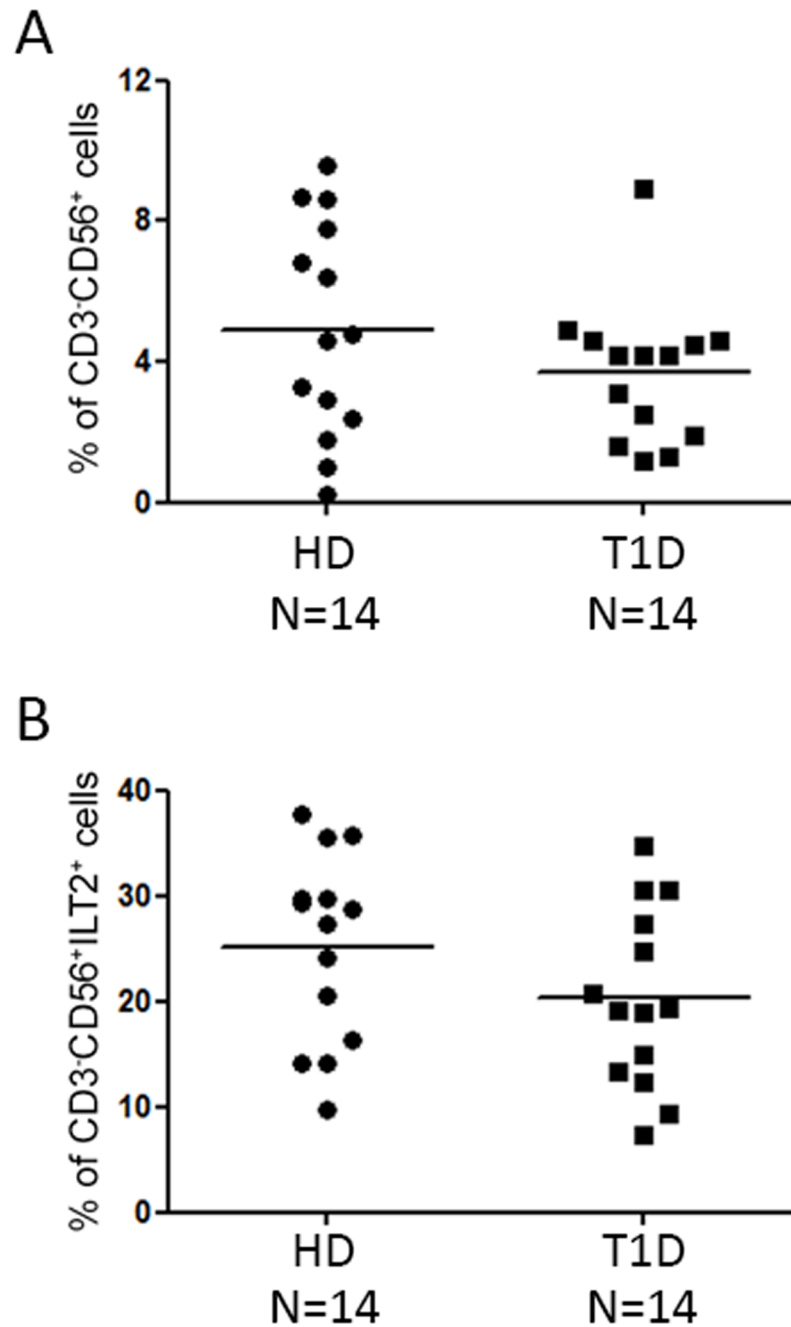 A
% of CD3-CD56+ cells
12
8
4
0
HD
T1D
N=14
N=14
B
% of CD3-CD56+ILT2+ cells
40
30
20
10
0
HD
T1D
N=14
N=14